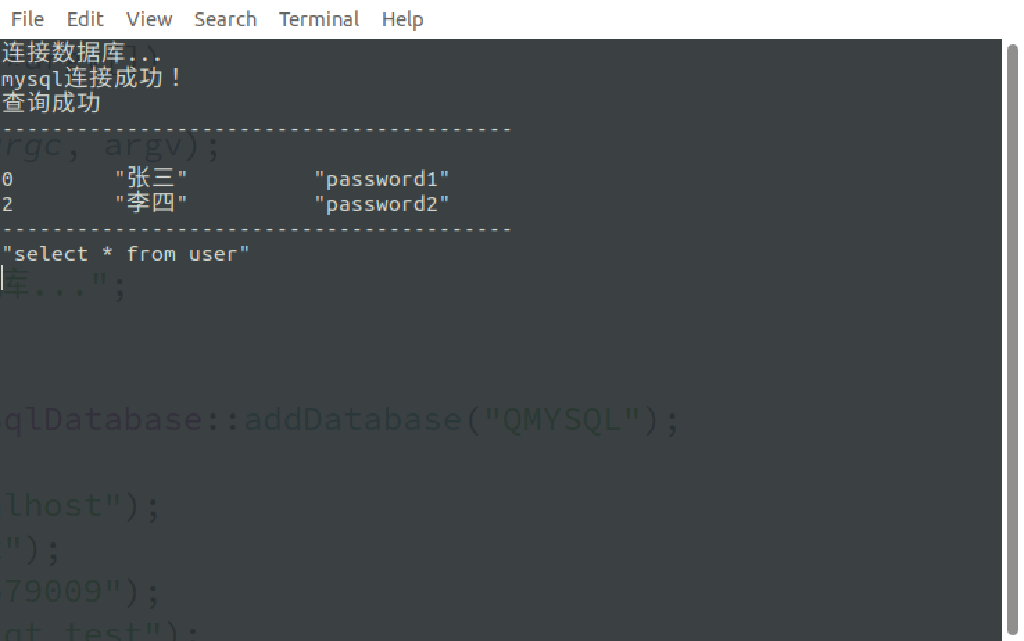 File Edit View Search Terminal Help
连接数据库...
mysql连接成功！
查询成功
-----------------------------------------
rgc, argv);
0 "张三" "password1"
2 "李四" "password2"
-----------------------------------------
"select * from user"
库...";
qlDatabase::addDatabase("QMYSQL");
lhost");
");
79009");
qt_test");